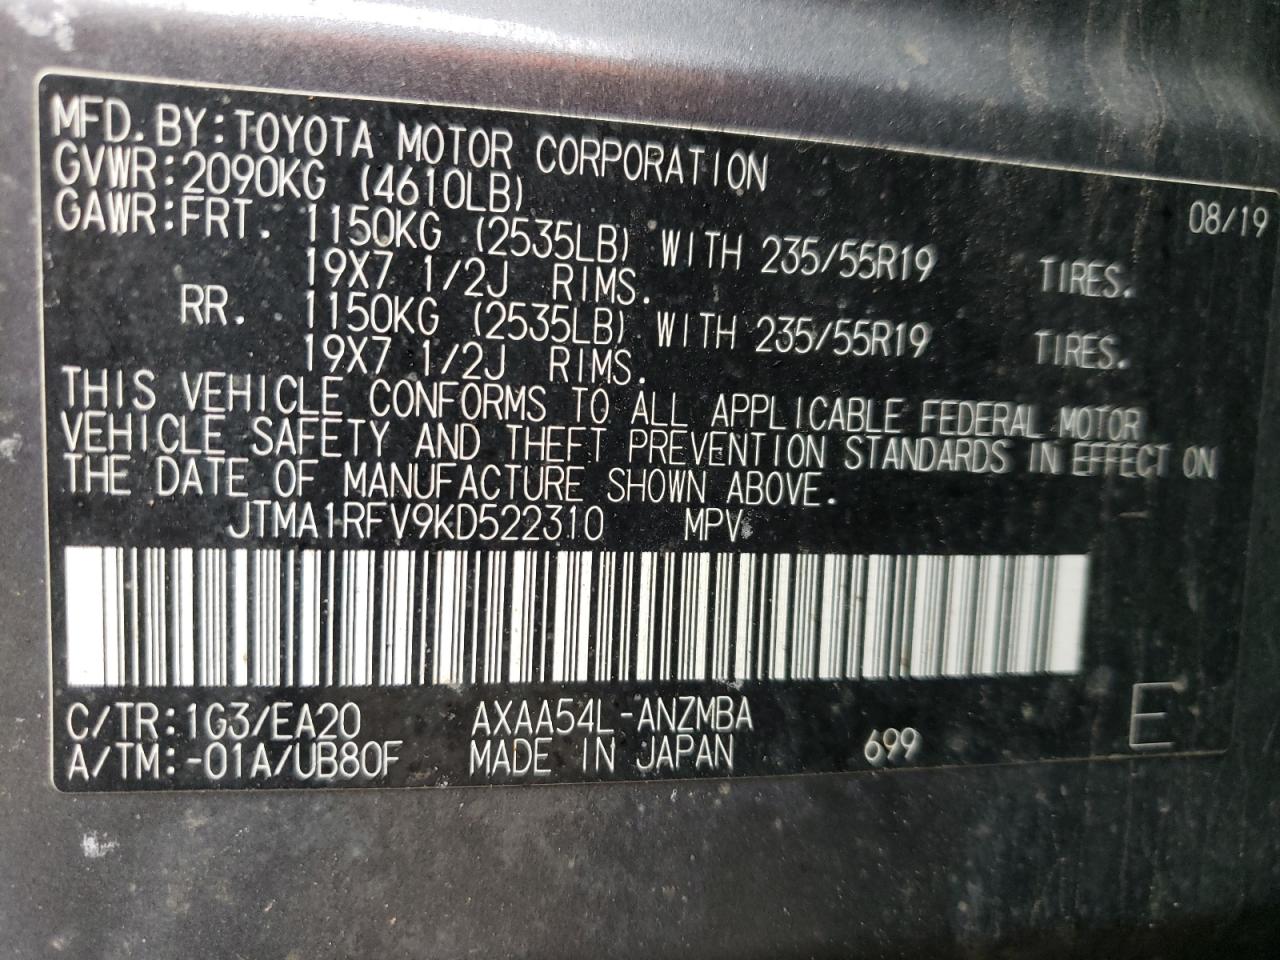 MFD.BY:TOYOTA MOTOR CORPORATION 08/19
GVWR:2090KG (4610LB)
GAWR:FRT. 1150KG (2535LB) WITH 235/55R19 TIRES.
19X7 1/2J RIMS.
RR. 1150KG (2535LB) WITH 235/55R19 TIRES.
19X7 1/2J RIMS.
THIS VEHICLE CONFORMS TO ALL APPLICABLE FEDERAL MOTOR
VEHICLE SAFETY AND THEFT PREVENTION STANDARDS IN EFFECT ON
THE DATE OF MANUFACTURE SHOWN ABOVE.
JTMA1RFV9KD522310 MPV
C/TR:1G3/EA20 AXAA54L-ANZMBA
A/TM:-01A/UB80F MADE IN JAPAN 699 E